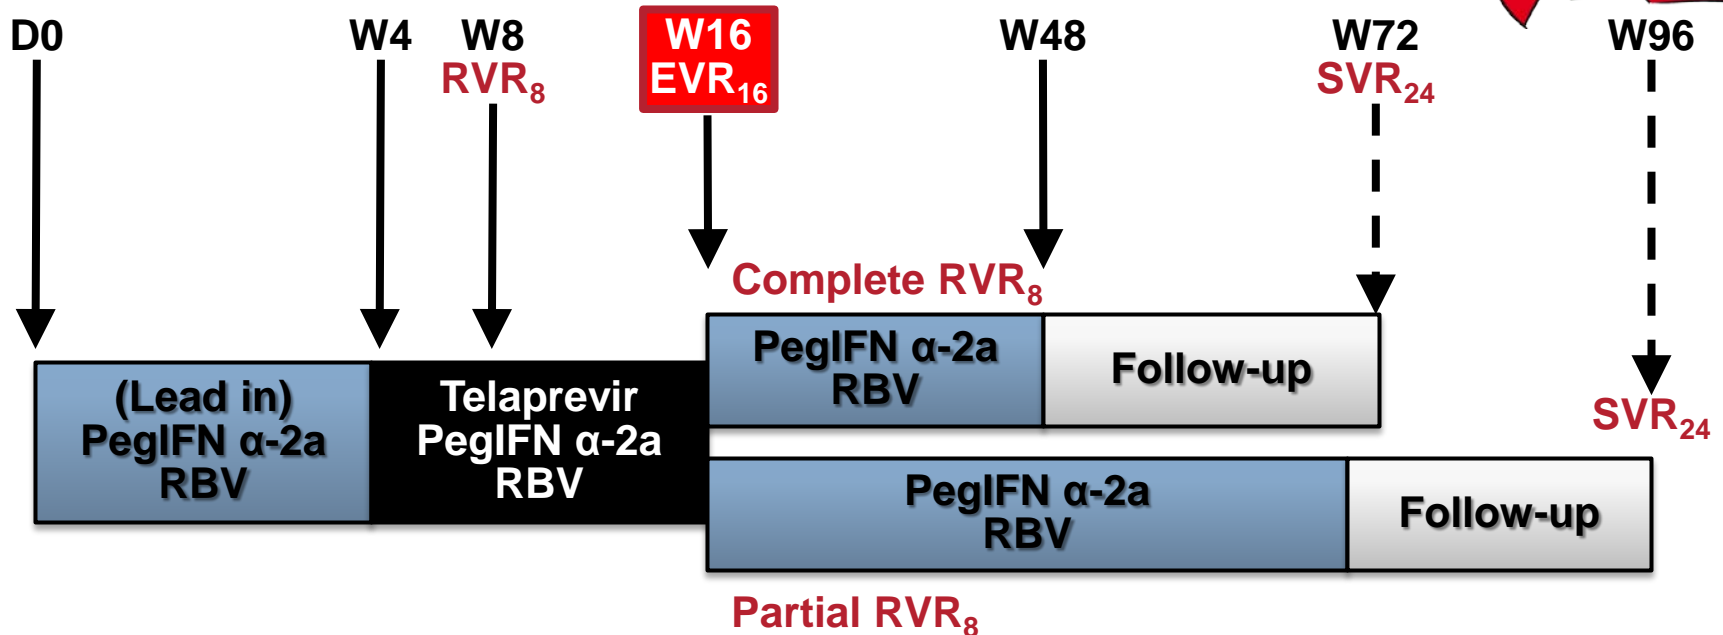 D0 W4 W8 W16 W48 W72 W96
RVR8 EVR16 SVR24
Complete RVR8
PegIFN α-2a
RBV
Follow-up
(Lead in)
PegIFN α-2a
RBV
Telaprevir
PegIFN α-2a
RBV
SVR24
PegIFN α-2a
RBV
Follow-up
Partial RVR8